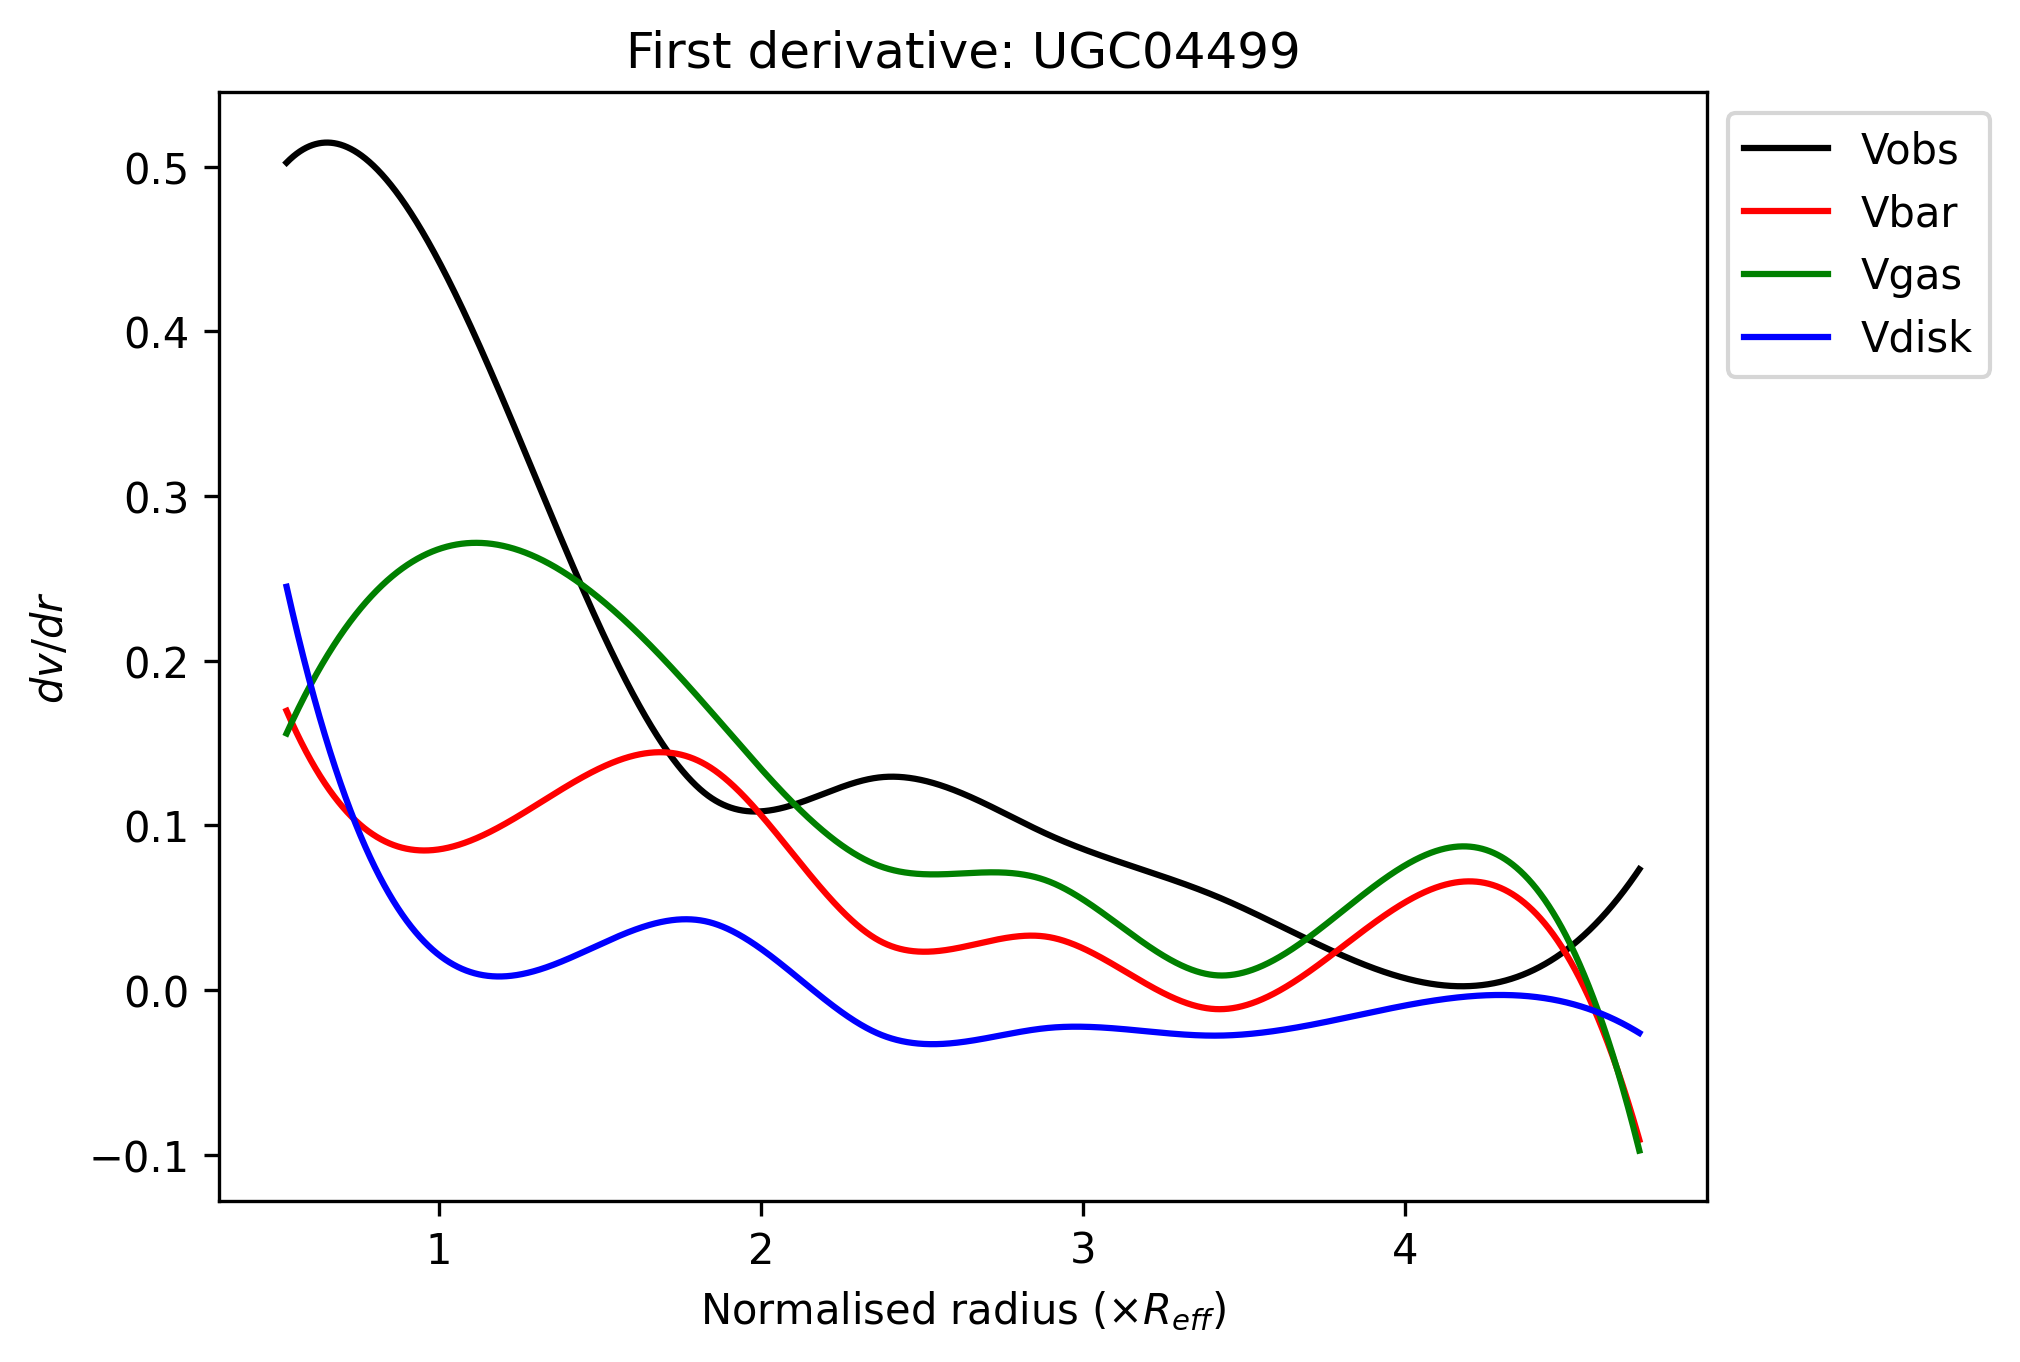 First derivative: UGC04499
Vobs
Vbar
Vgas
Vdisk
dv/dr
0.5
0.4
0.3
0.2
0.1
0.0
−0.1
1 2 3 4
Normalised radius (×R_eff)